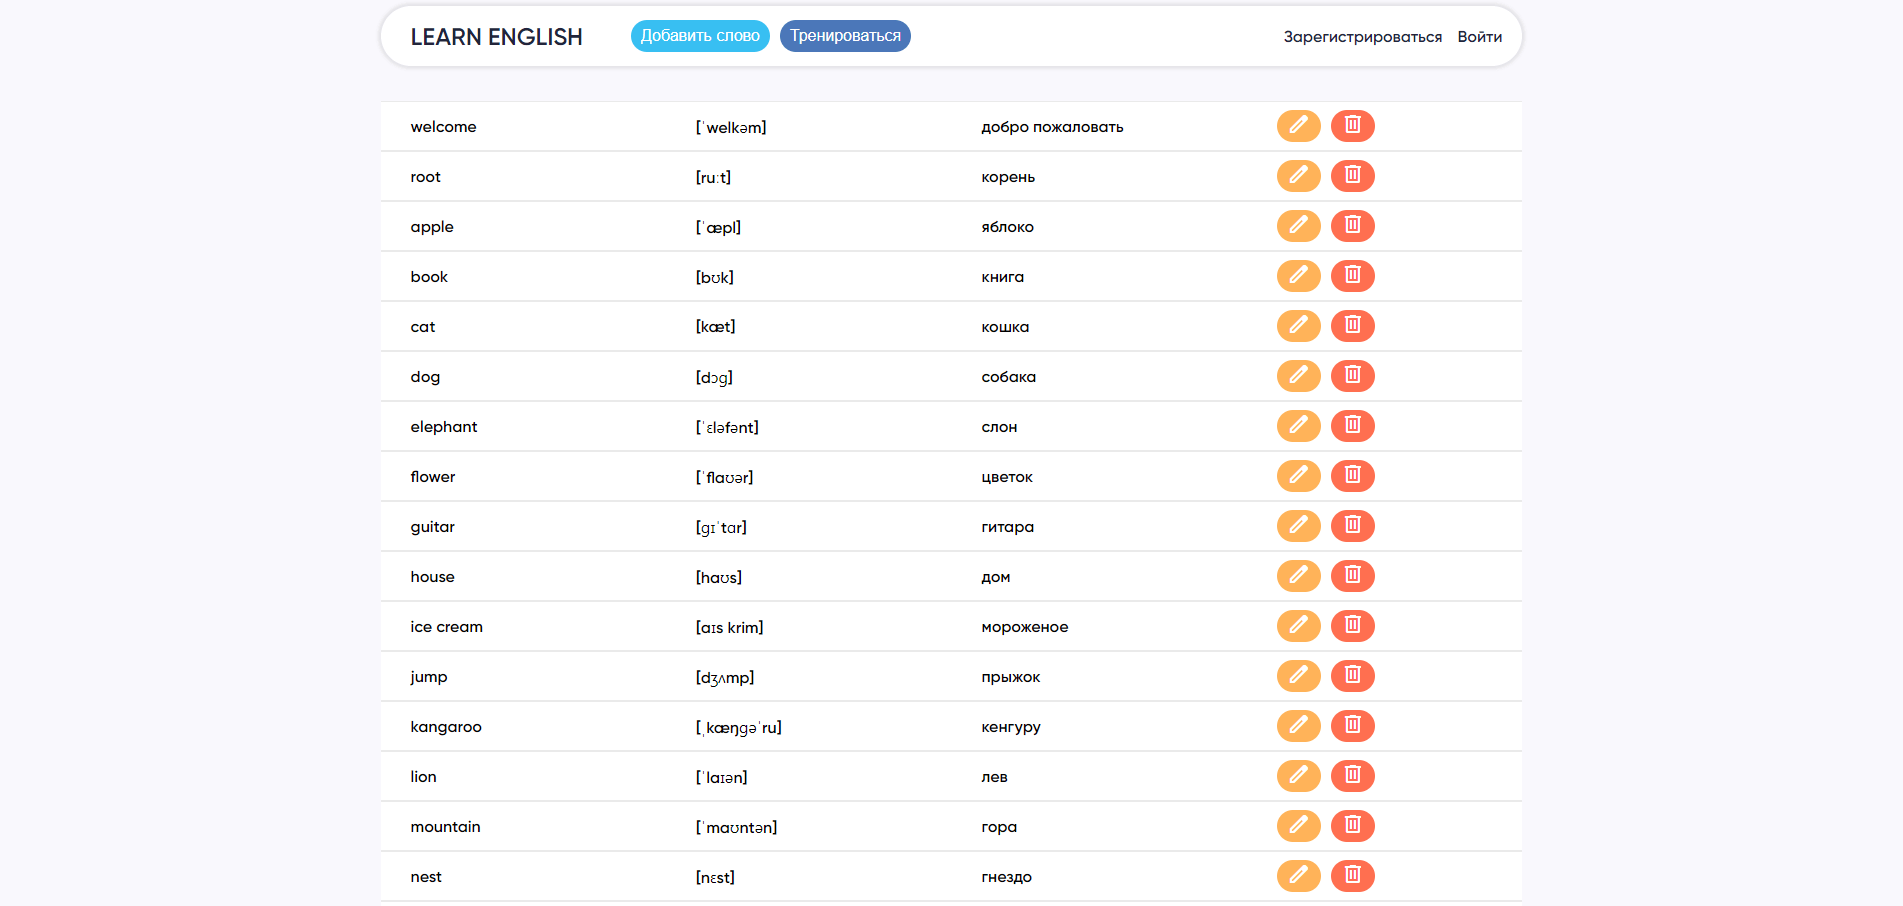 LEARN ENGLISH Добавить слово Тренироваться Зарегистрироваться Войти
welcome [ˈwelkəm] добро пожаловать
root [ruːt] корень
apple [ˈæpl] яблоко
book [bʊk] книга
cat [kæt] кошка
dog [dɔg] собака
elephant [ˈɛləfənt] слон
flower [ˈflaʊər] цветок
guitar [gɪˈtɑr] гитара
house [haʊs] дом
ice cream [aɪs krim] мороженое
jump [dʒʌmp] прыжок
kangaroo [ˌkæŋgəˈru] кенгуру
lion [ˈlaɪən] лев
mountain [ˈmaʊntən] гора
nest [nɛst] гнездо